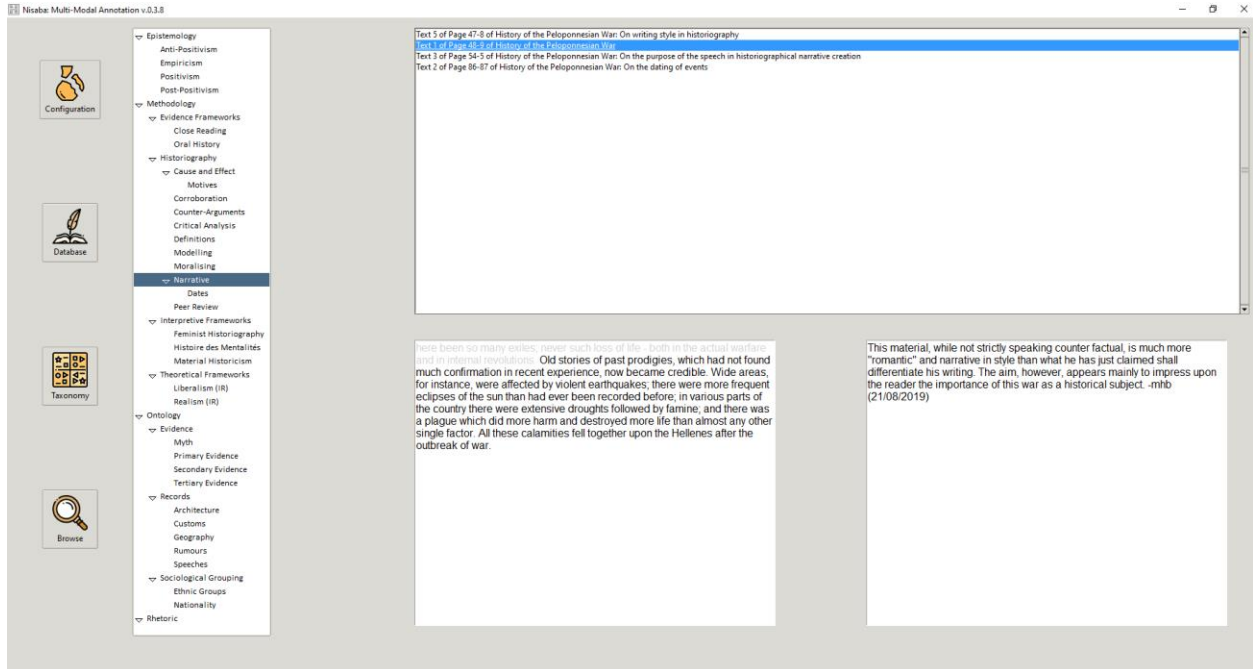 Nisaba: Multi-Modal Annotation v.0.3.8
Configuration
Database
Taxonomy
Browse
Epistemology
Anti-Positivism
Empiricism
Positivism
Post-Positivism
Methodology
Evidence Frameworks
Close Reading
Oral History
Historiography
Cause and Effect
Motives
Corroboration
Counter-Arguments
Critical Analysis
Definitions
Modelling
Moralising
Narrative
Dates
Peer Review
Interpretive Frameworks
Feminist Historiography
Histoire des Mentalités
Material Historicism
Theoretical Frameworks
Liberalism (IR)
Realism (IR)
Ontology
Evidence
Myth
Primary Evidence
Secondary Evidence
Tertiary Evidence
Records
Architecture
Customs
Geography
Rumours
Speeches
Sociological Grouping
Ethnic Groups
Nationality
Rhetoric
Text 5 of Page 47-8 of History of the Peloponnesian War: On writing style in historiography
Text 1 of Page 48-9 of History of the Peloponnesian War
Text 3 of Page 54-5 of History of the Peloponnesian War: On the purpose of the speech in historiographical narrative creation
Text 2 of Page 86-87 of History of the Peloponnesian War: On the dating of events
here been so many exiles; never such loss of life - both in the actual warfare
and in internal revolutions. Old stories of past prodigies, which had not found
much confirmation in recent experience, now became credible. Wide areas,
for instance, were affected by violent earthquakes; there were more frequent
eclipses of the sun than had ever been recorded before; in various parts of
the country there were extensive droughts followed by famine; and there was
a plague which did more harm and destroyed more life than almost any other
single factor. All these calamities fell together upon the Hellenes after the
outbreak of war.
This material, while not strictly speaking counter factual, is much more
"romantic" and narrative in style than what he has just claimed shall
differentiate his writing. The aim, however, appears mainly to impress upon
the reader the importance of this war as a historical subject. -mhb
(21/08/2019)